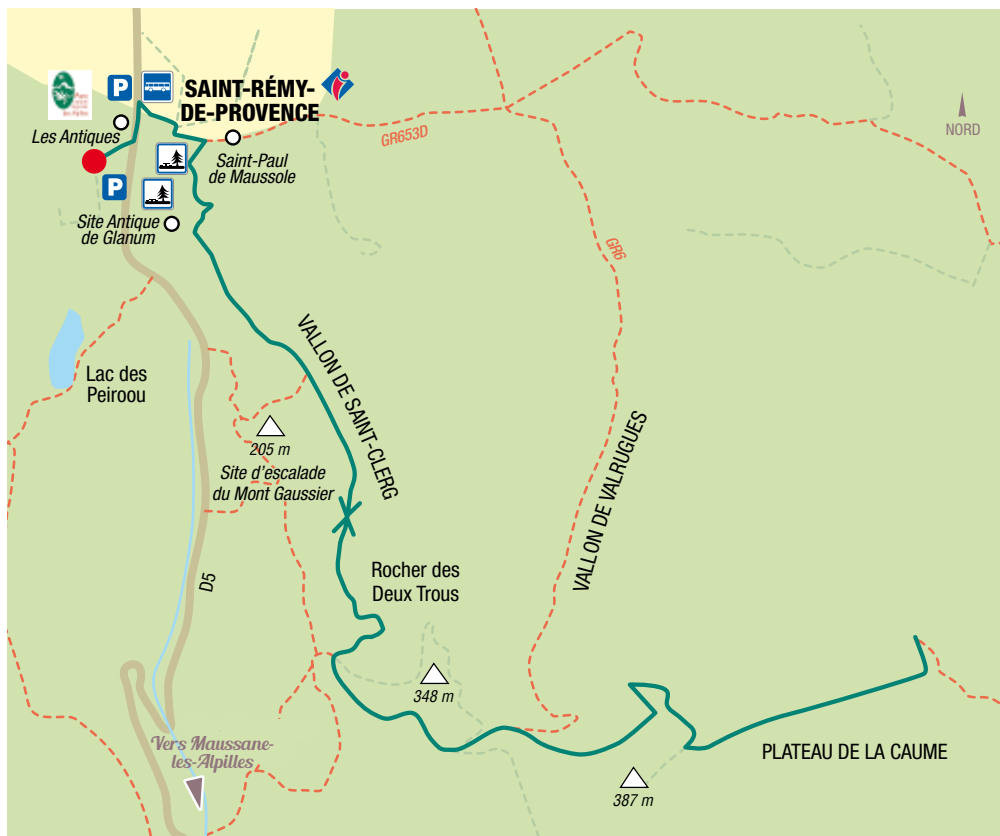 P
SAINT-RÉMY-
DE-PROVENCE
Les Antiques
GR653D
NORD
Saint-Paul
de Maussole
P
Site Antique
de Glanum
GR6
Lac des
Peiroou
VALLON DE SAINT-CLERG
205 m
Site d'escalade
du Mont Gaussier
VALLON DE VALRUGUES
D5
Rocher des
Deux Trous
348 m
Vers Maussane-
les-Alpilles
PLATEAU DE LA CAUME
387 m